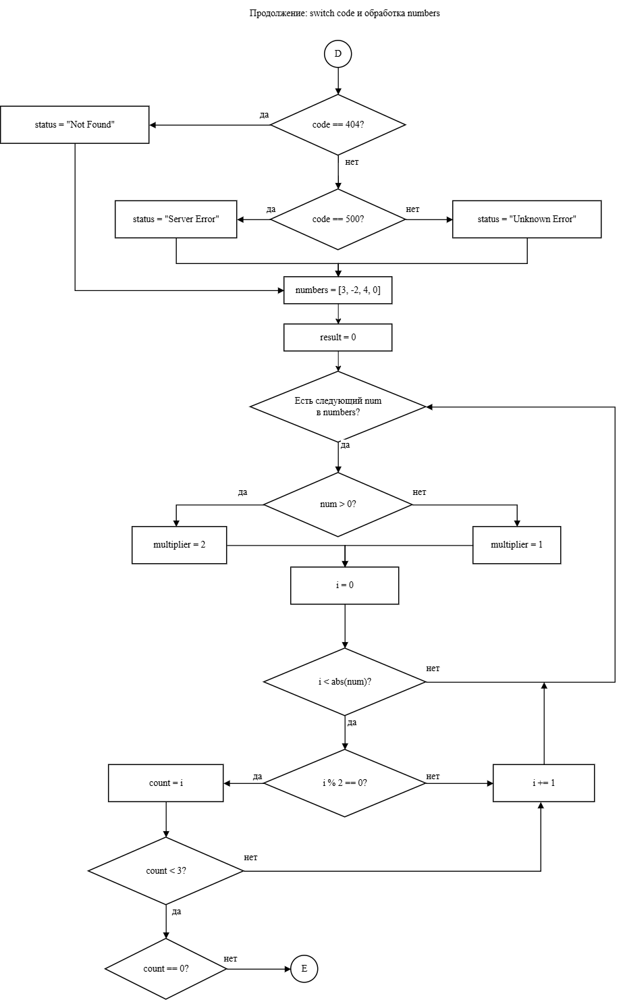 Продолжение: switch code и обработка numbers
D
code == 404?
да
status = "Not Found"
нет
code == 500?
да
нет
status = "Server Error"
status = "Unknown Error"
numbers = [3, -2, 4, 0]
result = 0
Есть следующий num
в numbers?
да
num > 0?
да
нет
multiplier = 2
multiplier = 1
i = 0
i < abs(num)?
нет
да
i % 2 == 0?
да
нет
count = i
i += 1
count < 3?
нет
да
count == 0?
нет
E